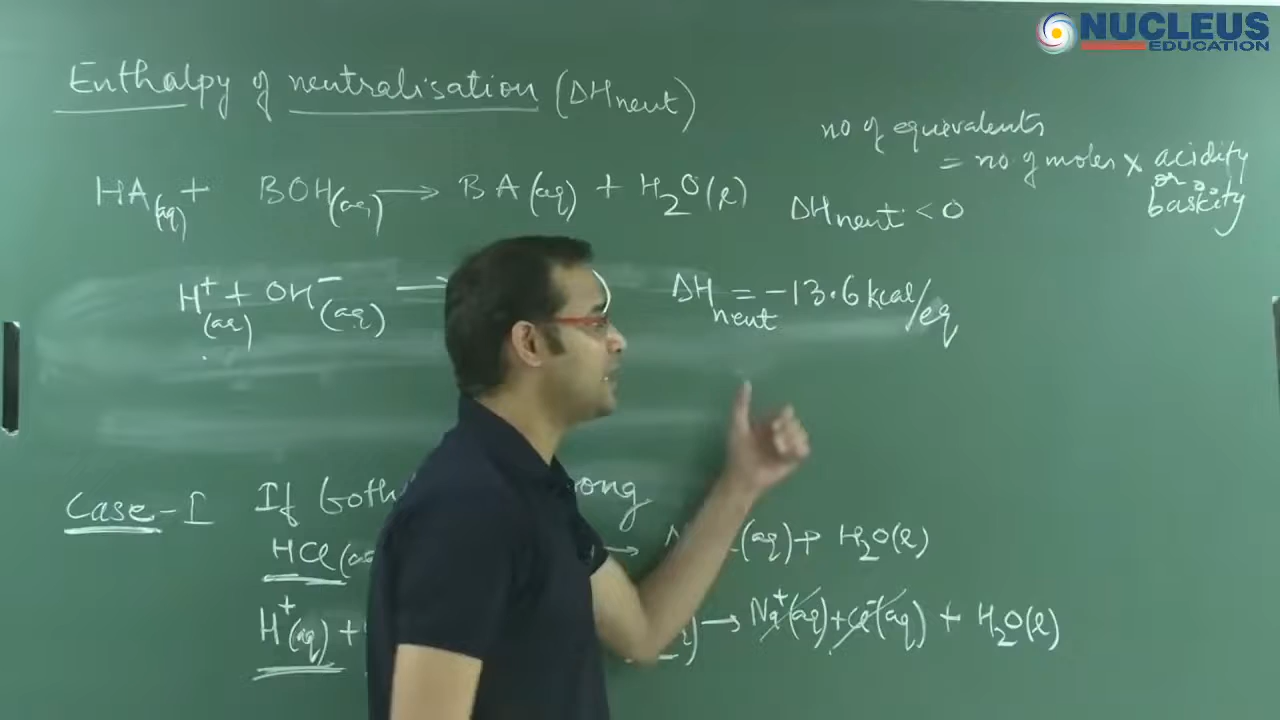 NUCLEUS
EDUCATION
Enthalpy of neutralisation (ΔHneut)
no of equivalents
= no of moles × acidity
or
basicity
HA(aq) + BOH(aq) → BA(aq) + H2O(l) ΔHneut < 0
H+(aq) + OH−(aq) → ) ΔHneut = −13.6 kcal/eq
Case-I If both
HCl(a → (aq) + H2O(l)
H+(aq) + ) → Na+(aq) + Cl−(aq) + H2O(l)